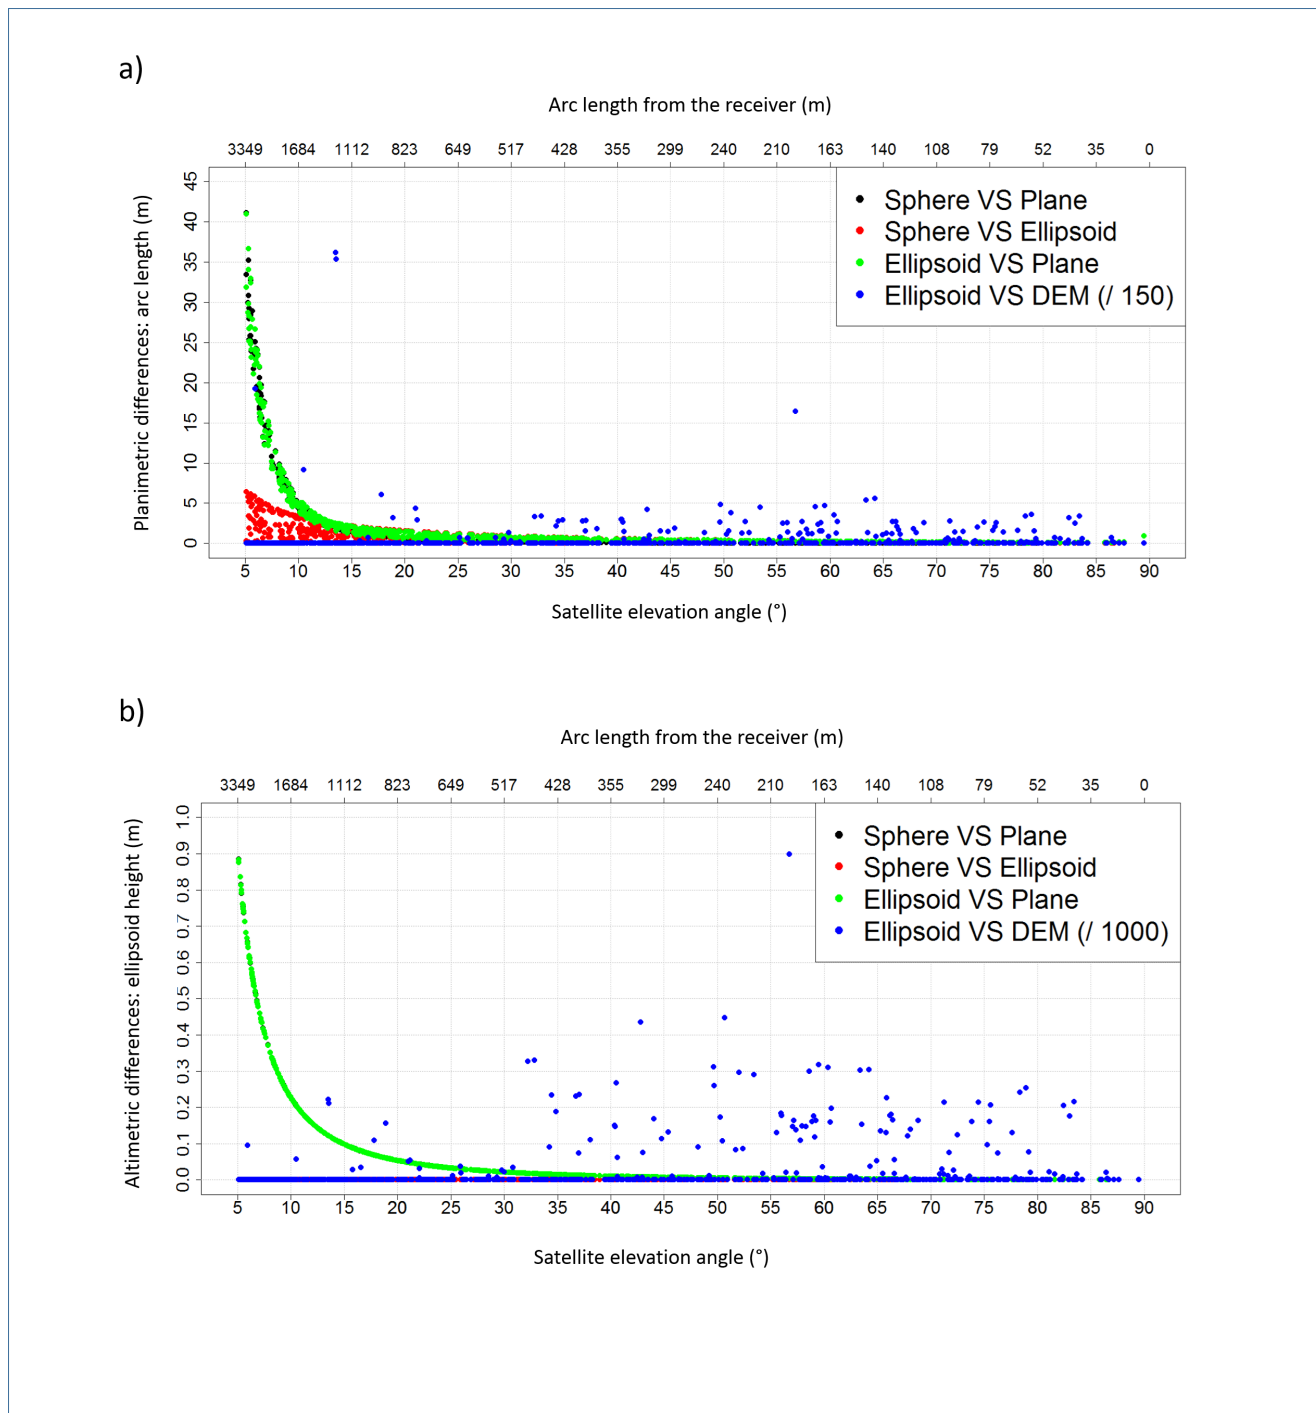 a)
Arc length from the receiver (m)
3349 1684 1112 823 649 517 428 355 299 240 210 163 140 108 79 52 35 0
Planimetric differences: arc length (m)
45
40
35
30
25
20
15
10
5
0
Sphere VS Plane
Sphere VS Ellipsoid
Ellipsoid VS Plane
Ellipsoid VS DEM (/ 150)
5 10 15 20 25 30 35 40 45 50 55 60 65 70 75 80 85 90
Satellite elevation angle (°)
b)
Arc length from the receiver (m)
3349 1684 1112 823 649 517 428 355 299 240 210 163 140 108 79 52 35 0
Altimetric differences: ellipsoid height (m)
1.0
0.9
0.8
0.7
0.6
0.5
0.4
0.3
0.2
0.1
0.0
Sphere VS Plane
Sphere VS Ellipsoid
Ellipsoid VS Plane
Ellipsoid VS DEM (/ 1000)
5 10 15 20 25 30 35 40 45 50 55 60 65 70 75 80 85 90
Satellite elevation angle (°)